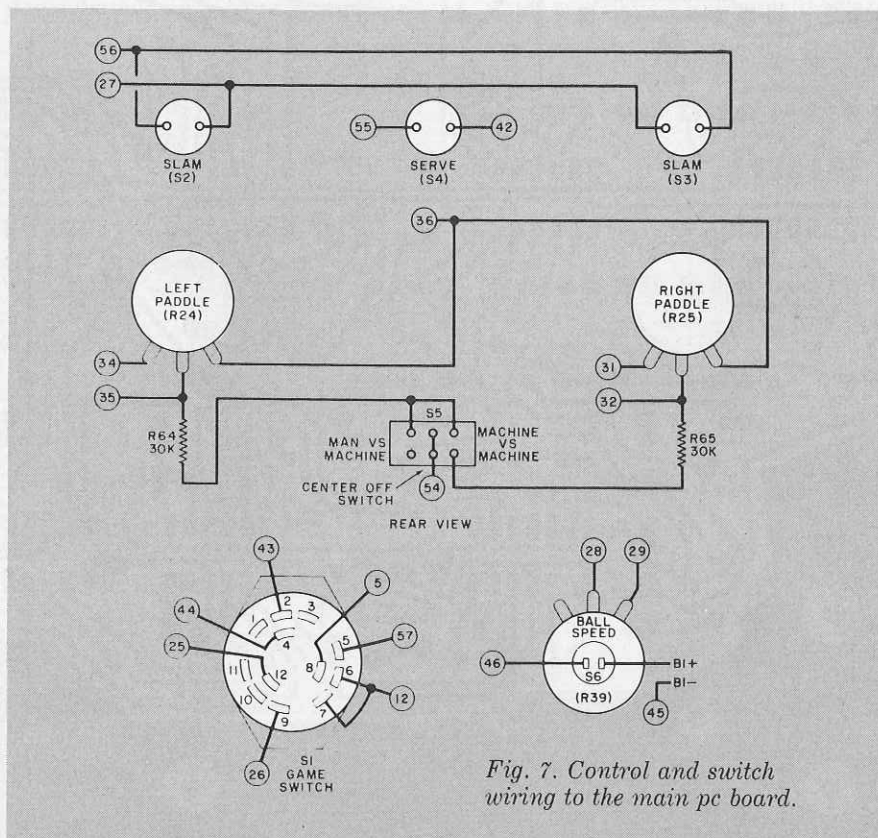 56
27
SLAM
(S2)
55
42
SERVE
(S4)
SLAM
(S3)
36
LEFT
PADDLE
(R24)
RIGHT
PADDLE
(R25)
34
35
31
32
R64
30K
S5
MAN VS
MACHINE
MACHINE
VS
MACHINE
R65
30K
CENTER OFF
SWITCH
54
REAR VIEW
43
5
44
25
57
12
26
1
2
3
4
5
6
7
8
9
10
11
12
S1
GAME
SWITCH
28
29
BALL
SPEED
46
S6
B1+
B1-
(R39)
45
Fig. 7. Control and switch
wiring to the main pc board.